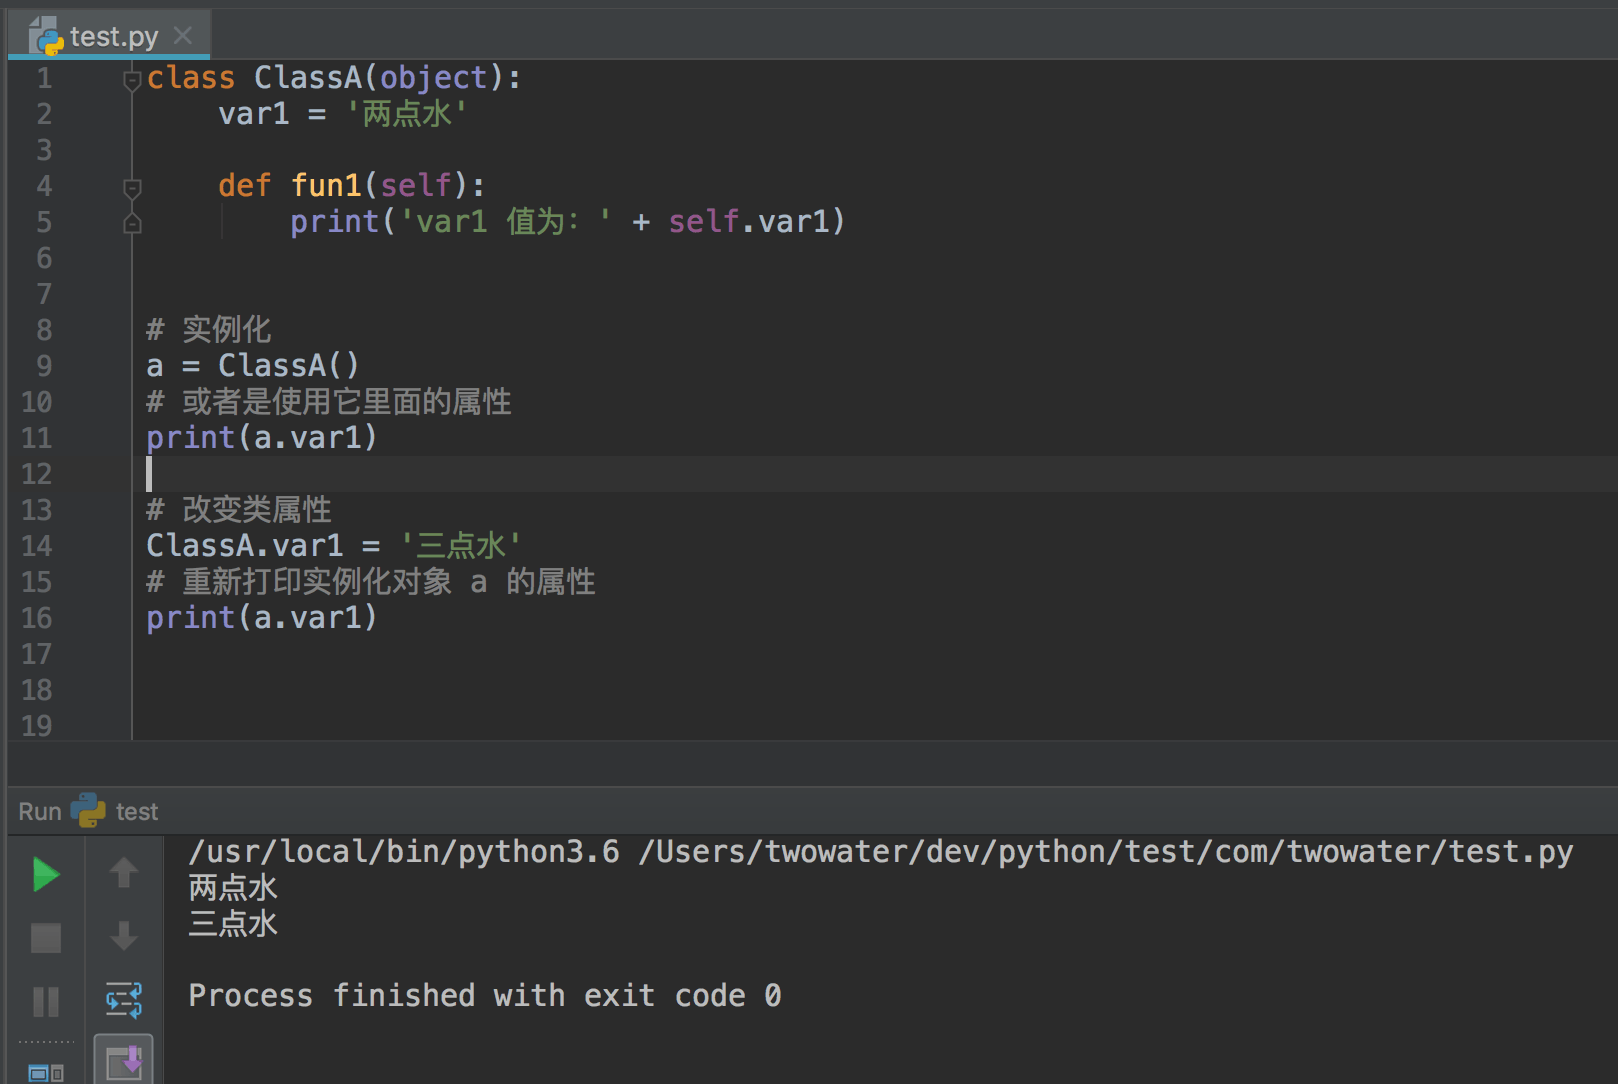 test.py
1 class ClassA(object):
2     var1 = '两点水'
3
4     def fun1(self):
5         print('var1 值为：' + self.var1)
6
7
8 # 实例化
9 a = ClassA()
10 # 或者是使用它里面的属性
11 print(a.var1)
12
13 # 改变类属性
14 ClassA.var1 = '三点水'
15 # 重新打印实例化对象 a 的属性
16 print(a.var1)
17
18
19
Run test
/usr/local/bin/python3.6 /Users/twowater/dev/python/test/com/twowater/test.py
两点水
三点水
Process finished with exit code 0